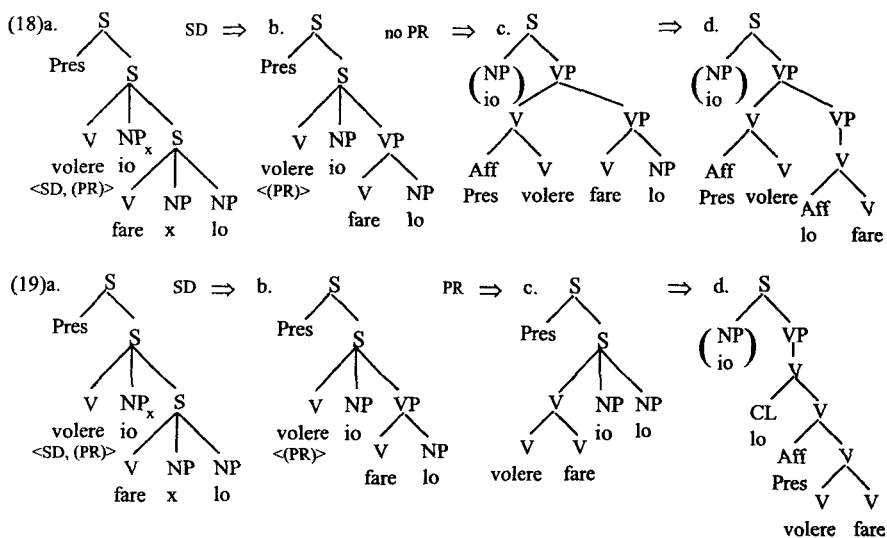 (18)a. S SD ⇒ b. S no PR ⇒ c. S ⇒ d. S
Pres S Pres S (NP io) VP (NP io) VP
V NPx S V NP VP V VP V VP
volere io volere io Aff V V NP Aff V V
<SD, (PR)> V NP NP <(PR)> V NP Pres volere fare lo Pres volere Aff V
fare x lo fare lo lo fare
(19)a. S SD ⇒ b. S PR ⇒ c. S ⇒ d. S
Pres S Pres S Pres S (NP io) VP
V NPx S V NP VP V NP NP V
volere io volere io V V io lo CL V
<SD, (PR)> V NP NP <(PR)> V NP volere fare lo Aff V
fare x lo fare lo Pres V V
volere fare